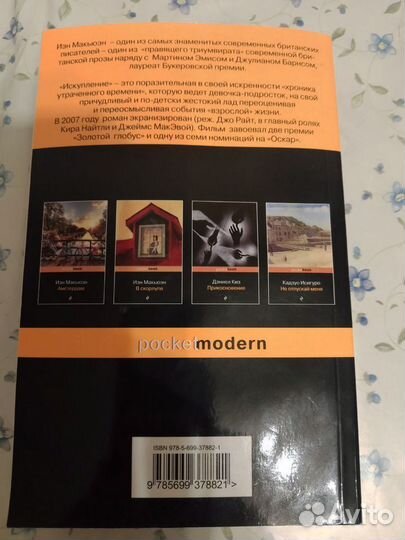 Иэн Макьюэн – один из самых знаменитых современных британских
писателей – один из «правящего триумвирата» современной бри-
танской прозы наряду с Мартином Эмисом и Джулианом Барнсом,
лауреат Букеровской премии.
«Искупление» – это поразительная в своей искренности «хроника
утраченного времени», которую ведет девочка-подросток, на свой
причудливый и по-детски жестокий лад переоценивая
и переосмысливая события «взрослой» жизни.
В 2007 году роман экранизирован (реж. Джо Райт, в главный ролях
Кира Найтли и Джеймс МакЭвой). Фильм завоевал две премии
«Золотой глобус» и одну из семи номинаций на «Оскар».
Иэн Макьюэн
Амстердам
Иэн Макьюэн
В скорлупе
Дэниел Киз
Прикосновение
Кадзуо Исигуро
Не отпускай меня
pocketmodern
ISBN 978-5-699-37882-1
9 785699 378821>
Avito